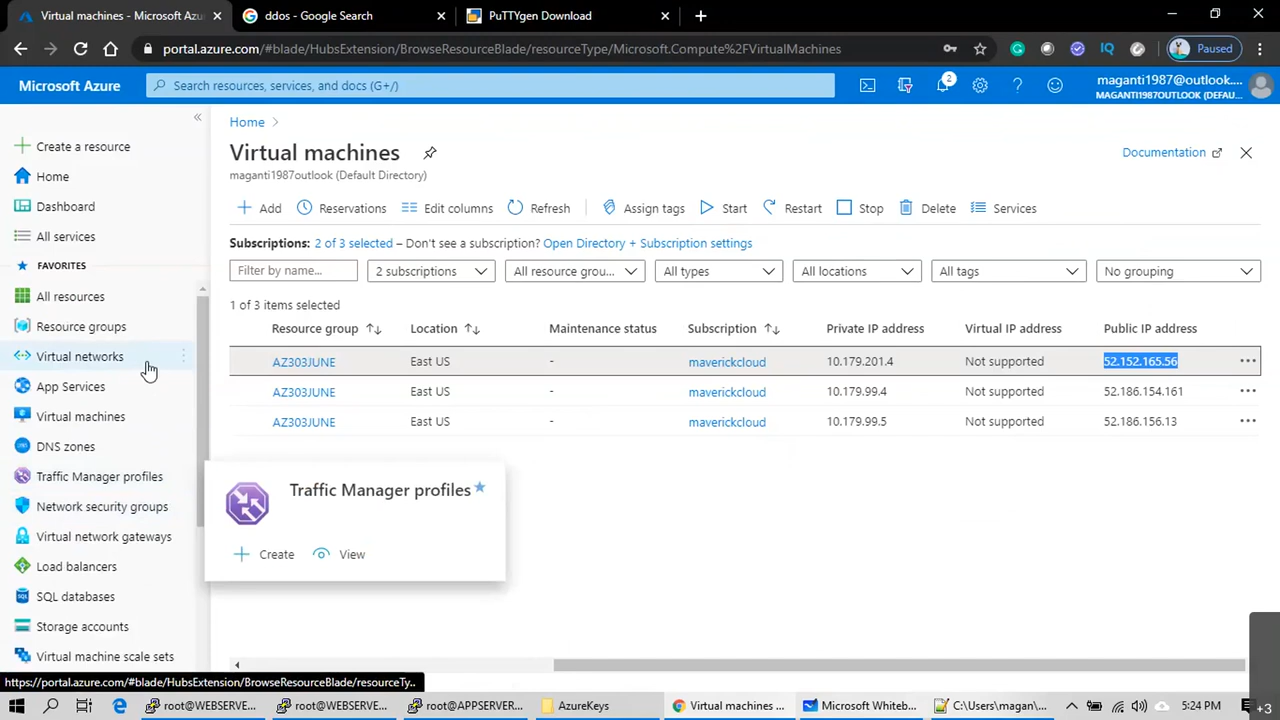 Virtual machines - Microsoft Azure
ddos - Google Search
PuTTYgen Download
portal.azure.com/#blade/HubsExtension/BrowseResourceBlade/resourceType/Microsoft.Compute%2FVirtualMachines
IQ
Paused
Microsoft Azure
Search resources, services, and docs (G+/)
2
maganti1987@outlook....
MAGANTI1987OUTLOOK (DEFAU...
Create a resource
Home
Dashboard
All services
FAVORITES
All resources
Resource groups
Virtual networks
App Services
Virtual machines
DNS zones
Traffic Manager profiles
Network security groups
Virtual network gateways
Load balancers
SQL databases
Storage accounts
Virtual machine scale sets
Home
Virtual machines
maganti1987outlook (Default Directory)
Documentation
Add
Reservations
Edit columns
Refresh
Assign tags
Start
Restart
Stop
Delete
Services
Subscriptions: 2 of 3 selected – Don't see a subscription? Open Directory + Subscription settings
Filter by name...
2 subscriptions
All resource grou...
All types
All locations
All tags
No grouping
1 of 3 items selected
Resource group Location Maintenance status Subscription Private IP address Virtual IP address Public IP address
AZ303JUNE East US - maverickcloud 10.179.201.4 Not supported 52.152.165.56
AZ303JUNE East US - maverickcloud 10.179.99.4 Not supported 52.186.154.161
AZ303JUNE East US - maverickcloud 10.179.99.5 Not supported 52.186.156.13
Traffic Manager profiles
Create
View
https://portal.azure.com/#blade/HubsExtension/BrowseResourceBlade/resourceTy...
root@WEBSERVE...
root@WEBSERVE...
root@APPSERVER...
AzureKeys
Virtual machines ...
Microsoft Whiteb...
C:\Users\magan\...
5:24 PM
+3